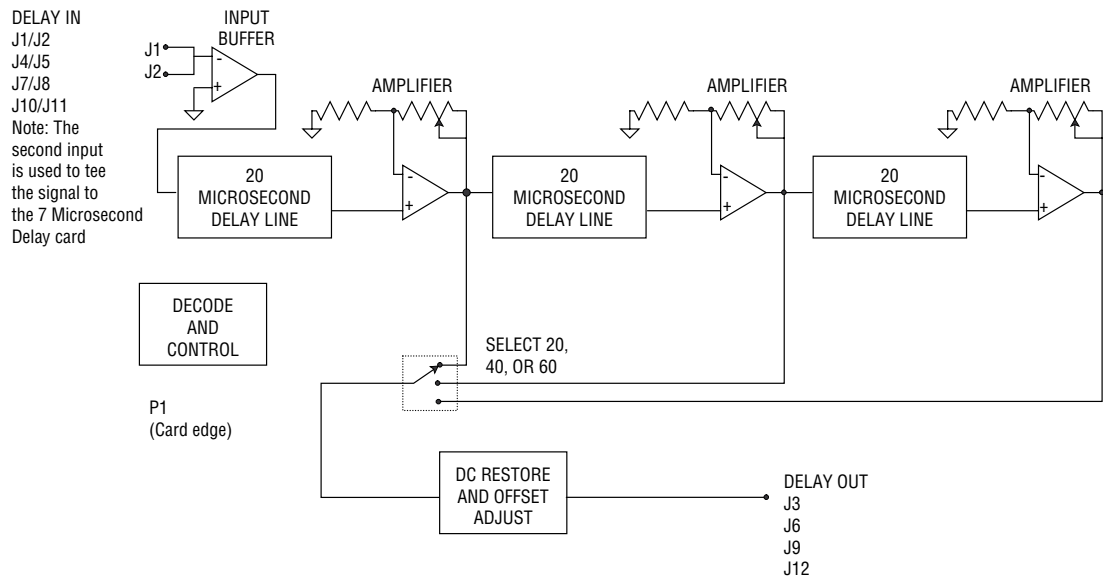 DELAY IN
J1/J2
J4/J5
J7/J8
J10/J11
Note: The
second input
is used to tee
the signal to
the 7 Microsecond
Delay card
INPUT
BUFFER
J1
J2
-
+
AMPLIFIER
-
+
AMPLIFIER
-
+
AMPLIFIER
-
+
20
MICROSECOND
DELAY LINE
20
MICROSECOND
DELAY LINE
20
MICROSECOND
DELAY LINE
DECODE
AND
CONTROL
P1
(Card edge)
SELECT 20,
40, OR 60
DC RESTORE
AND OFFSET
ADJUST
DELAY OUT
J3
J6
J9
J12